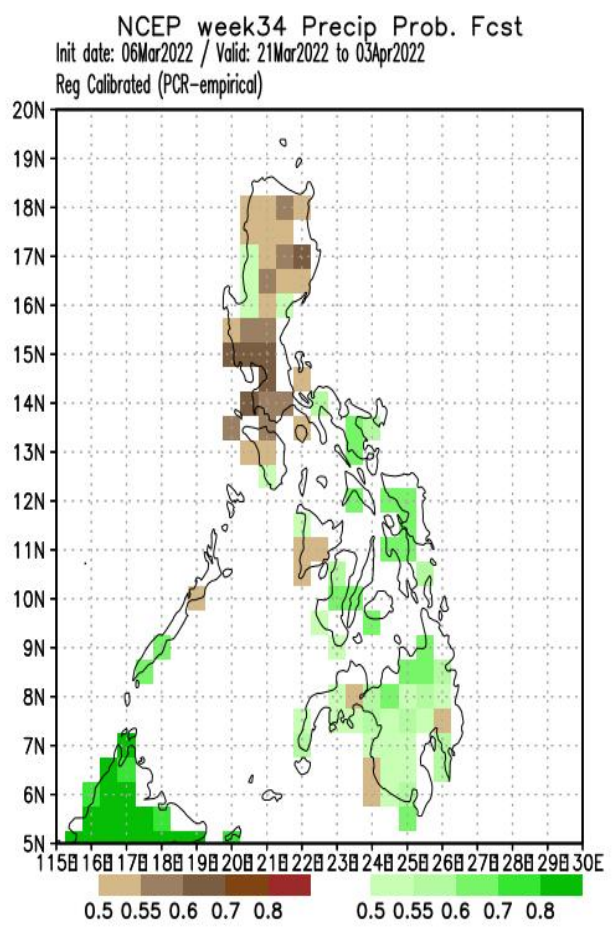 NCEP week34 Precip Prob. Fcst
Init date: 06Mar2022 / Valid: 21Mar2022 to 03Apr2022
Reg Calibrated (PCR-empirical)
20N
19N
18N
17N
16N
15N
14N
13N
12N
11N
10N
9N
8N
7N
6N
5N
115E 116E 117E 118E 119E 120E 121E 122E 123E 124E 125E 126E 127E 128E 129E 130E
0.5 0.55 0.6 0.7 0.8 0.5 0.55 0.6 0.7 0.8